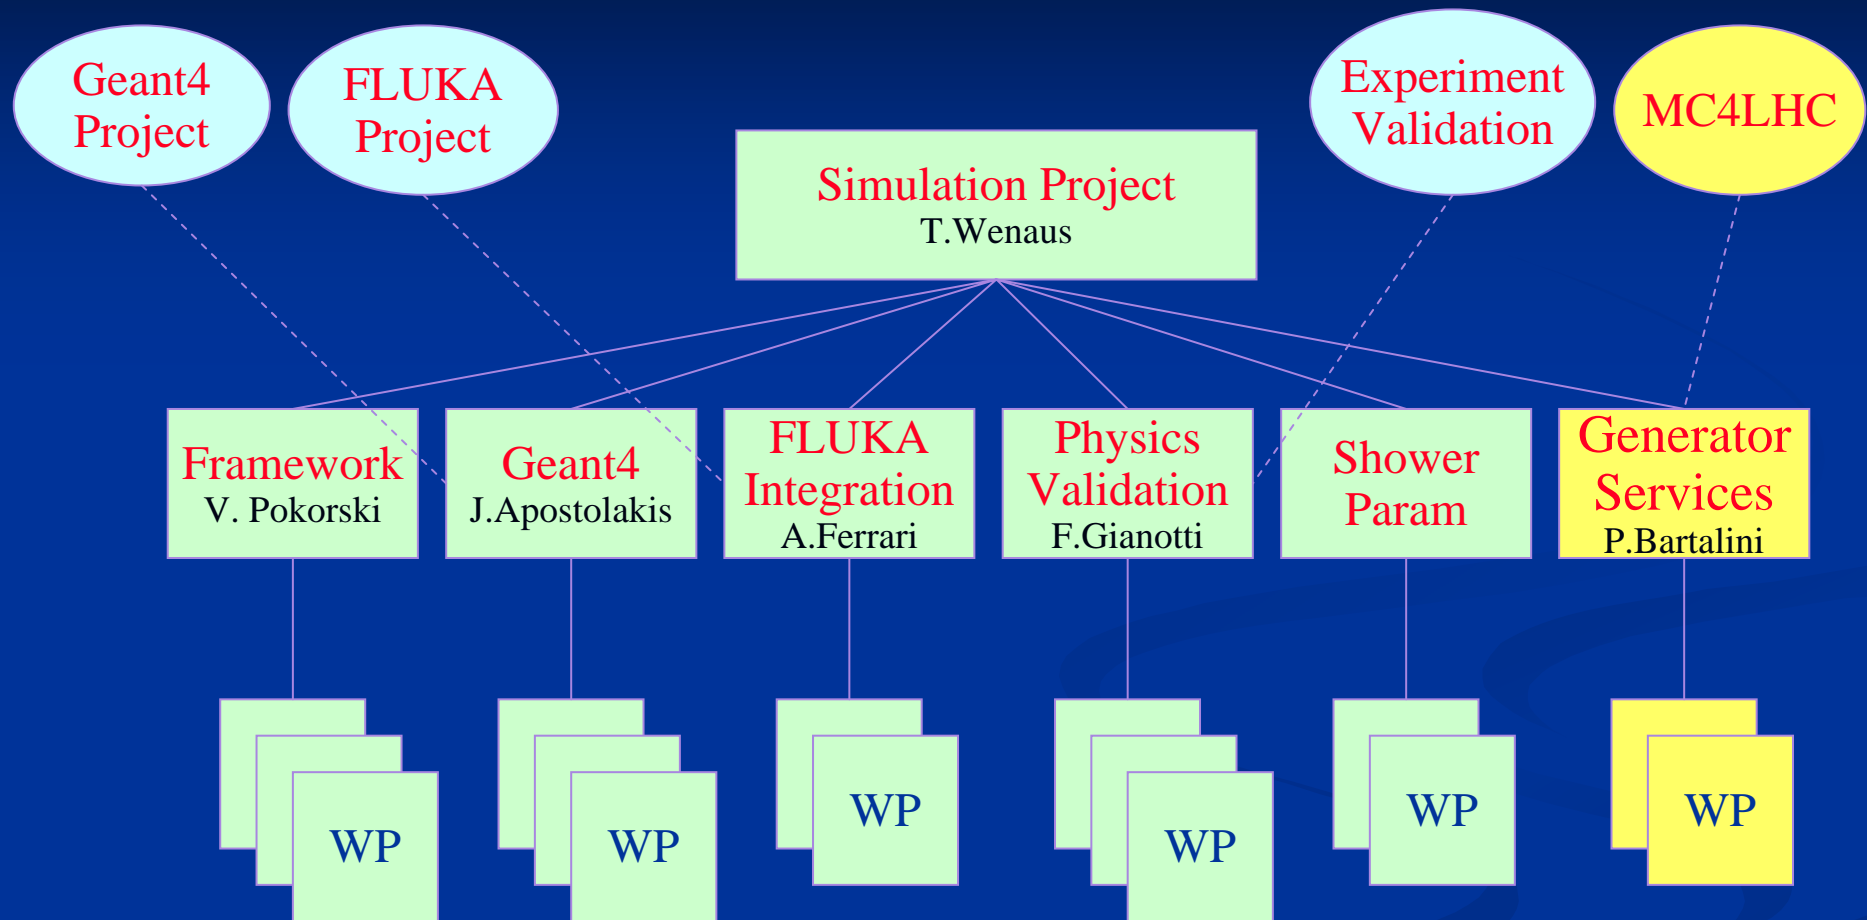 Geant4
Project
FLUKA
Project
Experiment
Validation
MC4LHC
Simulation Project
T.Wenaus
Framework
V. Pokorski
Geant4
J.Apostolakis
FLUKA
Integration
A.Ferrari
Physics
Validation
F.Gianotti
Shower
Param
Generator
Services
P.Bartalini
WP
WP
WP
WP
WP
WP